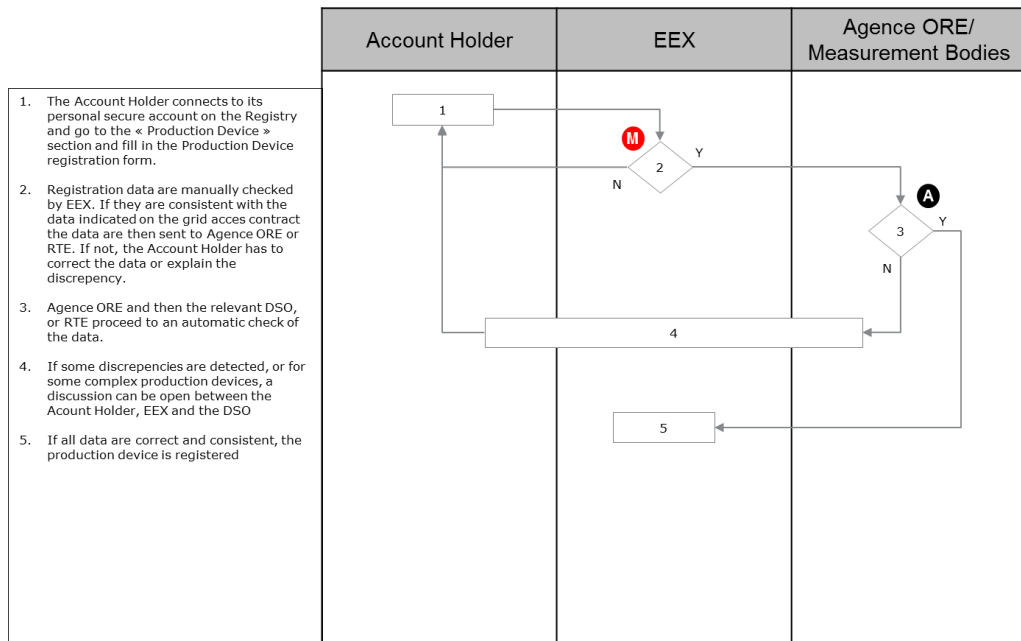 Account Holder
EEX
Agence ORE/
Measurement Bodies
1. The Account Holder connects to its
personal secure account on the Registry
and go to the « Production Device »
section and fill in the Production Device
registration form.
2. Registration data are manually checked
by EEX. If they are consistent with the
data indicated on the grid acces contract
the data are then sent to Agence ORE or
RTE. If not, the Account Holder has to
correct the data or explain the
discrepency.
3. Agence ORE and then the relevant DSO,
or RTE proceed to an automatic check of
the data.
4. If some discrepencies are detected, or for
some complex production devices, a
discussion can be open between the
Acount Holder, EEX and the DSO
5. If all data are correct and consistent, the
production device is registered
1
M
2
Y
N
A
3
Y
N
4
5